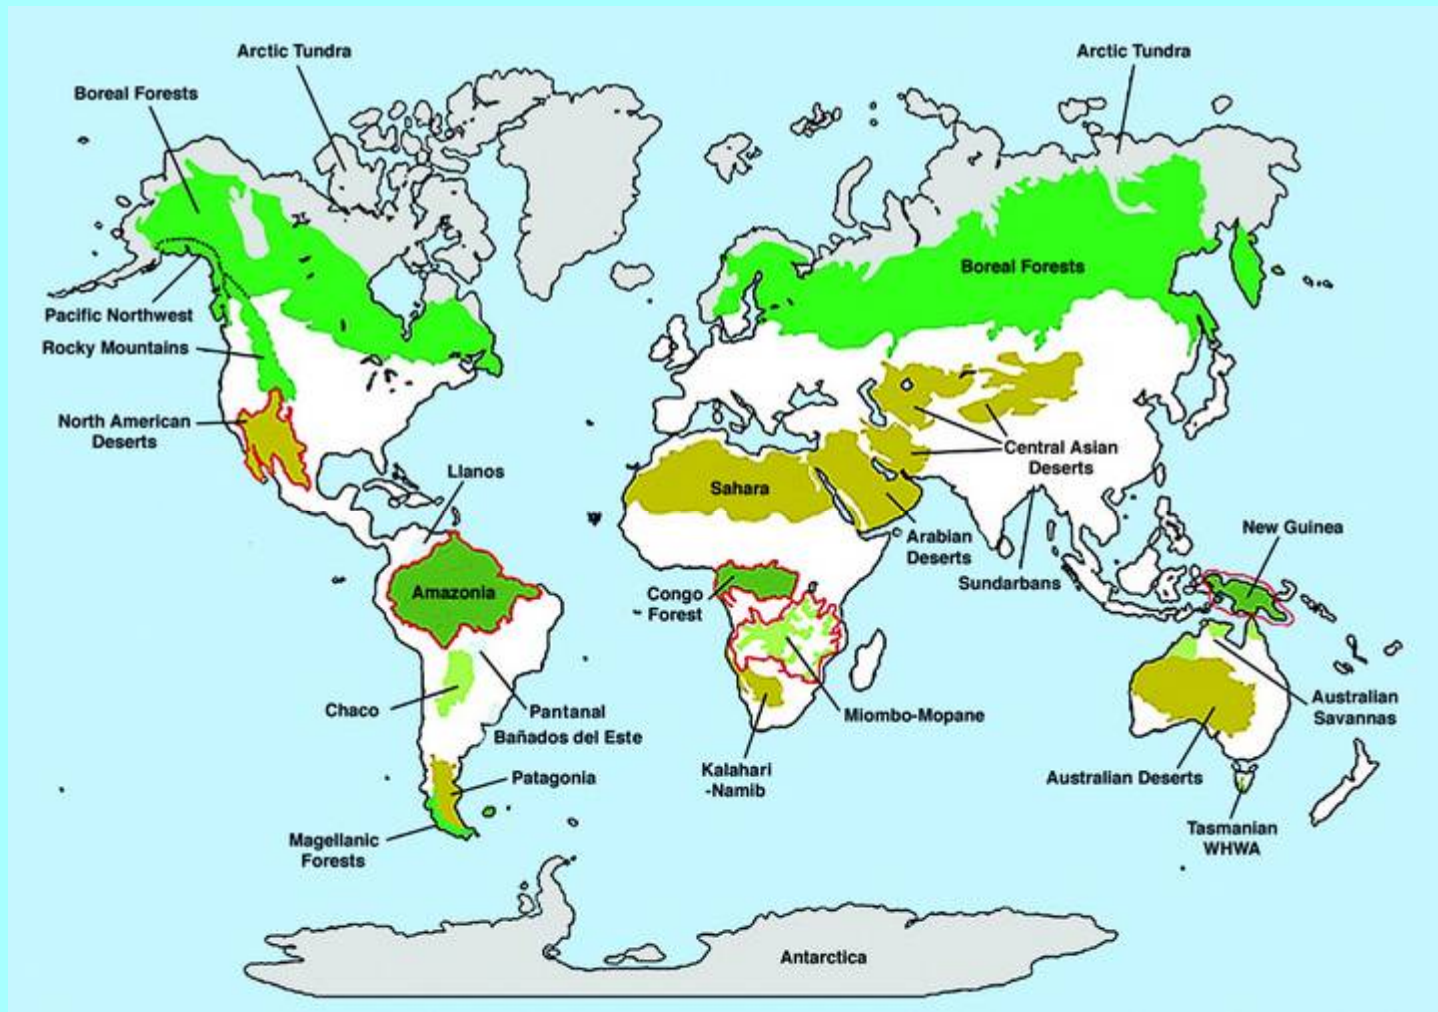 Arctic Tundra
Arctic Tundra
Boreal Forests
Boreal Forests
Pacific Northwest
Rocky Mountains
North American
Deserts
Llanos
Central Asian
Deserts
Sahara
New Guinea
Arabian
Deserts
Sundarbans
Amazonia
Congo
Forest
Chaco
Pantanal
Bañados del Este
Miombo-Mopane
Australian
Savannas
Patagonia
Kalahari
-Namib
Australian Deserts
Magellanic
Forests
Tasmanian
WHWA
Antarctica